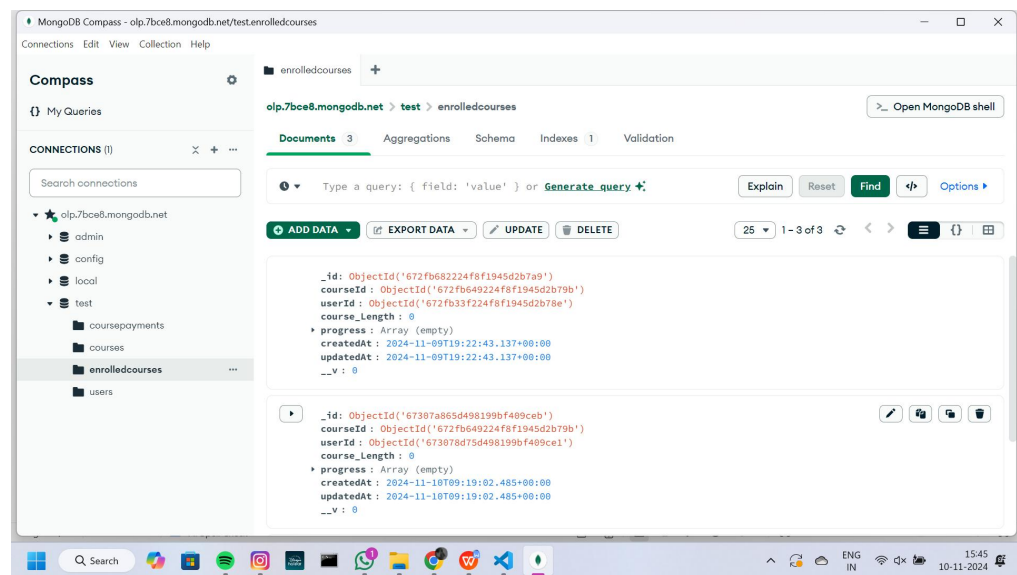 MongoDB Compass - olp.7bce8.mongodb.net/test.enrolledcourses
Connections Edit View Collection Help
Compass
{} My Queries
CONNECTIONS (1)
Search connections
olp.7bce8.mongodb.net
admin
config
local
test
coursepayments
courses
enrolledcourses
users
enrolledcourses
olp.7bce8.mongodb.net > test > enrolledcourses
>_ Open MongoDB shell
Documents 3 Aggregations Schema Indexes 1 Validation
Type a query: { field: 'value' } or Generate query
Explain Reset Find </> Options
ADD DATA EXPORT DATA UPDATE DELETE
25 1 – 3 of 3 {}
_id: ObjectId('672fb682224f8f1945d2b7a9')
courseId : ObjectId('672fb649224f8f1945d2b79b')
userId : ObjectId('672fb33f224f8f1945d2b78e')
course_Length : 0
progress : Array (empty)
createdAt : 2024-11-09T19:22:43.137+00:00
updatedAt : 2024-11-09T19:22:43.137+00:00
__v : 0
_id: ObjectId('67307a865d498199bf409ceb')
courseId : ObjectId('672fb649224f8f1945d2b79b')
userId : ObjectId('673078d75d498199bf409ce1')
course_Length : 0
progress : Array (empty)
createdAt : 2024-11-10T09:19:02.485+00:00
updatedAt : 2024-11-10T09:19:02.485+00:00
__v : 0
Search
1
ENG
IN
15:45
10-11-2024